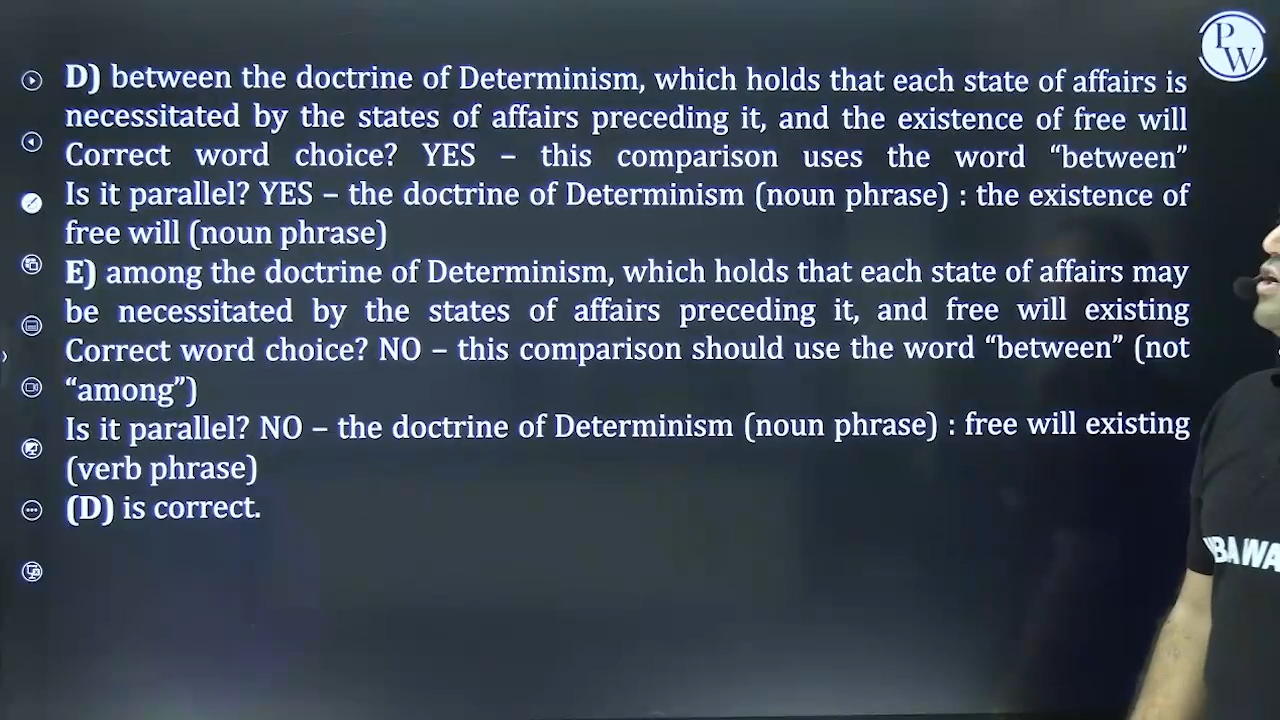 PW
D) between the doctrine of Determinism, which holds that each state of affairs is
necessitated by the states of affairs preceding it, and the existence of free will
Correct word choice? YES – this comparison uses the word “between”
Is it parallel? YES – the doctrine of Determinism (noun phrase) : the existence of
free will (noun phrase)
E) among the doctrine of Determinism, which holds that each state of affairs may
be necessitated by the states of affairs preceding it, and free will existing
Correct word choice? NO – this comparison should use the word “between” (not
“among”)
Is it parallel? NO – the doctrine of Determinism (noun phrase) : free will existing
(verb phrase)
(D) is correct.